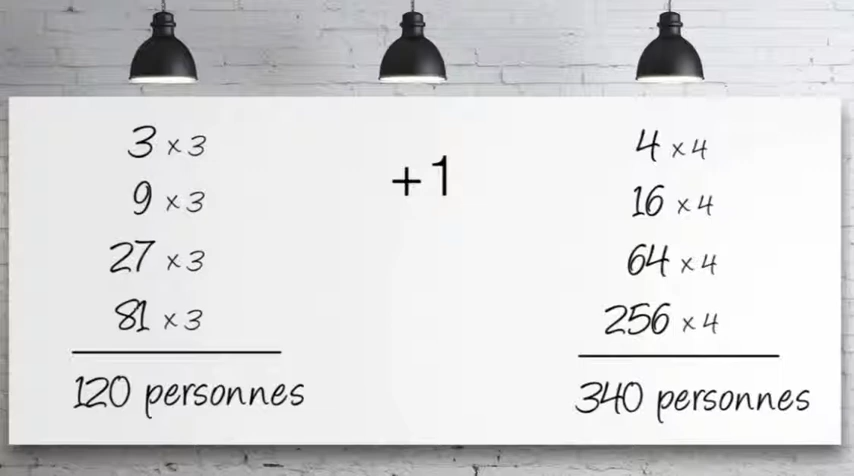 3 x 3
9 x 3
27 x 3
81 x 3
120 personnes
+1
4 x 4
16 x 4
64 x 4
256 x 4
340 personnes